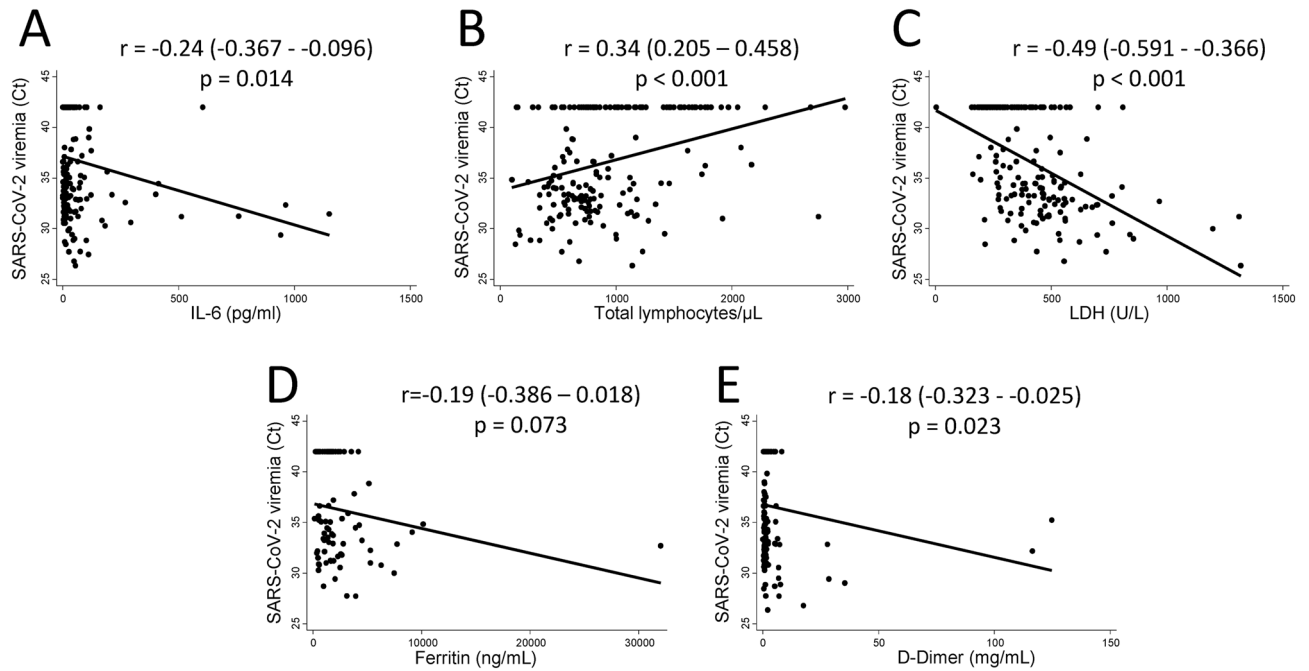 A
r = -0.24 (-0.367 - -0.096)
p = 0.014
SARS-CoV-2 viremia (Ct)
45
40
35
30
25
0
500
1000
1500
IL-6 (pg/ml)
B
r = 0.34 (0.205 – 0.458)
p < 0.001
SARS-CoV-2 viremia (Ct)
45
40
35
30
25
0
1000
2000
3000
Total lymphocytes/µL
C
r = -0.49 (-0.591 - -0.366)
p < 0.001
SARS-CoV-2 viremia (Ct)
45
40
35
30
25
0
500
1000
1500
LDH (U/L)
D
r=-0.19 (-0.386 – 0.018)
p = 0.073
SARS-CoV-2 viremia (Ct)
45
40
35
30
25
0
10000
20000
30000
Ferritin (ng/mL)
E
r = -0.18 (-0.323 - -0.025)
p = 0.023
SARS-CoV-2 viremia (Ct)
45
40
35
30
25
0
50
100
150
D-Dimer (mg/mL)